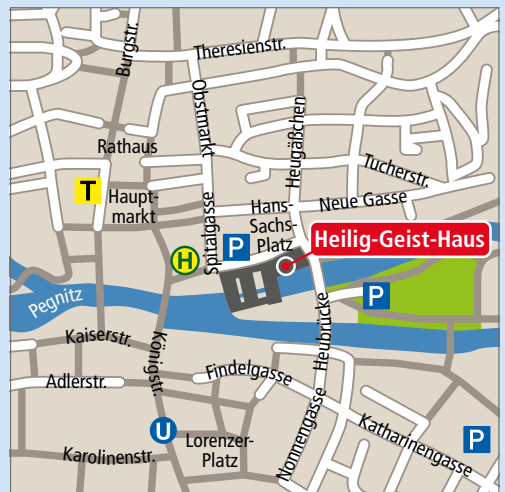 Burgstr.
Theresienstr.
Obstmarkt
Heugäßchen
Rathaus
Tucherstr.
T
Haupt-
markt
Spitalgasse
Neue Gasse
Hans-
Sachs-
Platz
P
H
Heilig-Geist-Haus
Pegnitz
P
Kaiserstr.
Königstr.
Heubrücke
Adlerstr.
Findelgasse
U
Lorenzer-
Platz
Nonnengasse
Katharinengasse
P
Karolinenstr.